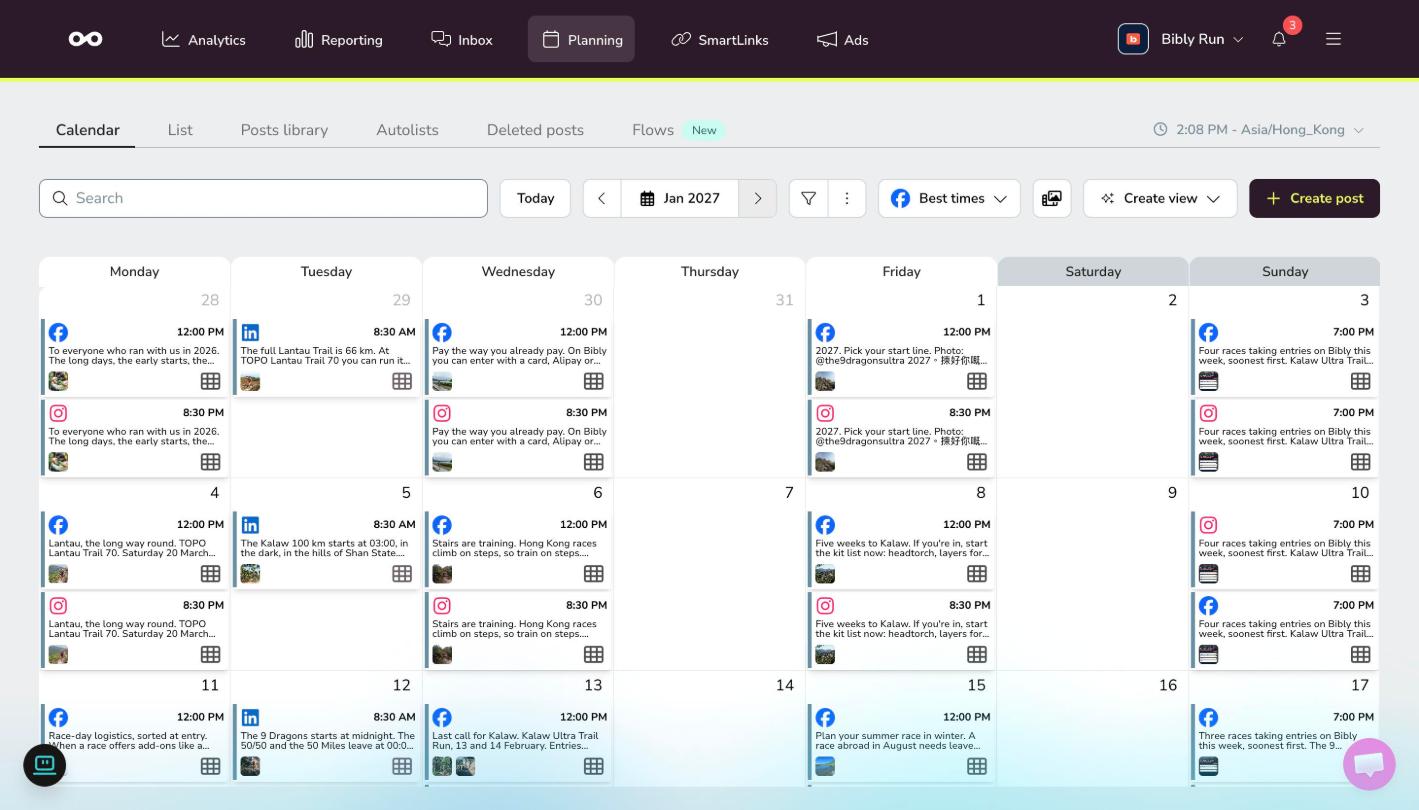 Analytics
Reporting
Inbox
Planning
SmartLinks
Ads
Bibly Run
3
Calendar
List
Posts library
Autolists
Deleted posts
Flows
New
2:08 PM - Asia/Hong_Kong
Search
Today
Jan 2027
Best times
Create view
Create post
Monday
Tuesday
Wednesday
Thursday
Friday
Saturday
Sunday
28
12:00 PM
To everyone who ran with us in 2026.
The long days, the early starts, the...
8:30 PM
To everyone who ran with us in 2026.
The long days, the early starts, the...
29
8:30 AM
The full Lantau Trail is 66 km. At
TOPO Lantau Trail 70 you can run it...
30
12:00 PM
Pay the way you already pay. On Bibly
you can enter with a card, Alipay or...
8:30 PM
Pay the way you already pay. On Bibly
you can enter with a card, Alipay or...
31
1
12:00 PM
2027. Pick your start line. Photo:
@the9dragonsultra 2027。揀好你嘅...
8:30 PM
2027. Pick your start line. Photo:
@the9dragonsultra 2027。揀好你嘅...
2
3
7:00 PM
Four races taking entries on Bibly this
week, soonest first. Kalaw Ultra Trail...
7:00 PM
Four races taking entries on Bibly this
week, soonest first. Kalaw Ultra Trail...
4
12:00 PM
Lantau, the long way round. TOPO
Lantau Trail 70. Saturday 20 March...
8:30 PM
Lantau, the long way round. TOPO
Lantau Trail 70. Saturday 20 March...
5
8:30 AM
The Kalaw 100 km starts at 03:00, in
the dark, in the hills of Shan State....
6
12:00 PM
Stairs are training. Hong Kong races
climb on steps, so train on steps....
8:30 PM
Stairs are training. Hong Kong races
climb on steps, so train on steps....
7
8
12:00 PM
Five weeks to Kalaw. If you're in, start
the kit list now: headtorch, layers for...
8:30 PM
Five weeks to Kalaw. If you're in, start
the kit list now: headtorch, layers for...
9
10
7:00 PM
Four races taking entries on Bibly this
week, soonest first. Kalaw Ultra Trail...
7:00 PM
Four races taking entries on Bibly this
week, soonest first. Kalaw Ultra Trail...
11
12:00 PM
Race-day logistics, sorted at entry.
When a race offers add-ons like a...
12
8:30 AM
The 9 Dragons starts at midnight. The
50/50 and the 50 Miles leave at 00:0...
13
12:00 PM
Last call for Kalaw. Kalaw Ultra Trail
Run, 13 and 14 February. Entries...
14
15
12:00 PM
Plan your summer race in winter. A
race abroad in August needs leave...
16
17
7:00 PM
Three races taking entries on Bibly
this week, soonest first. The 9...